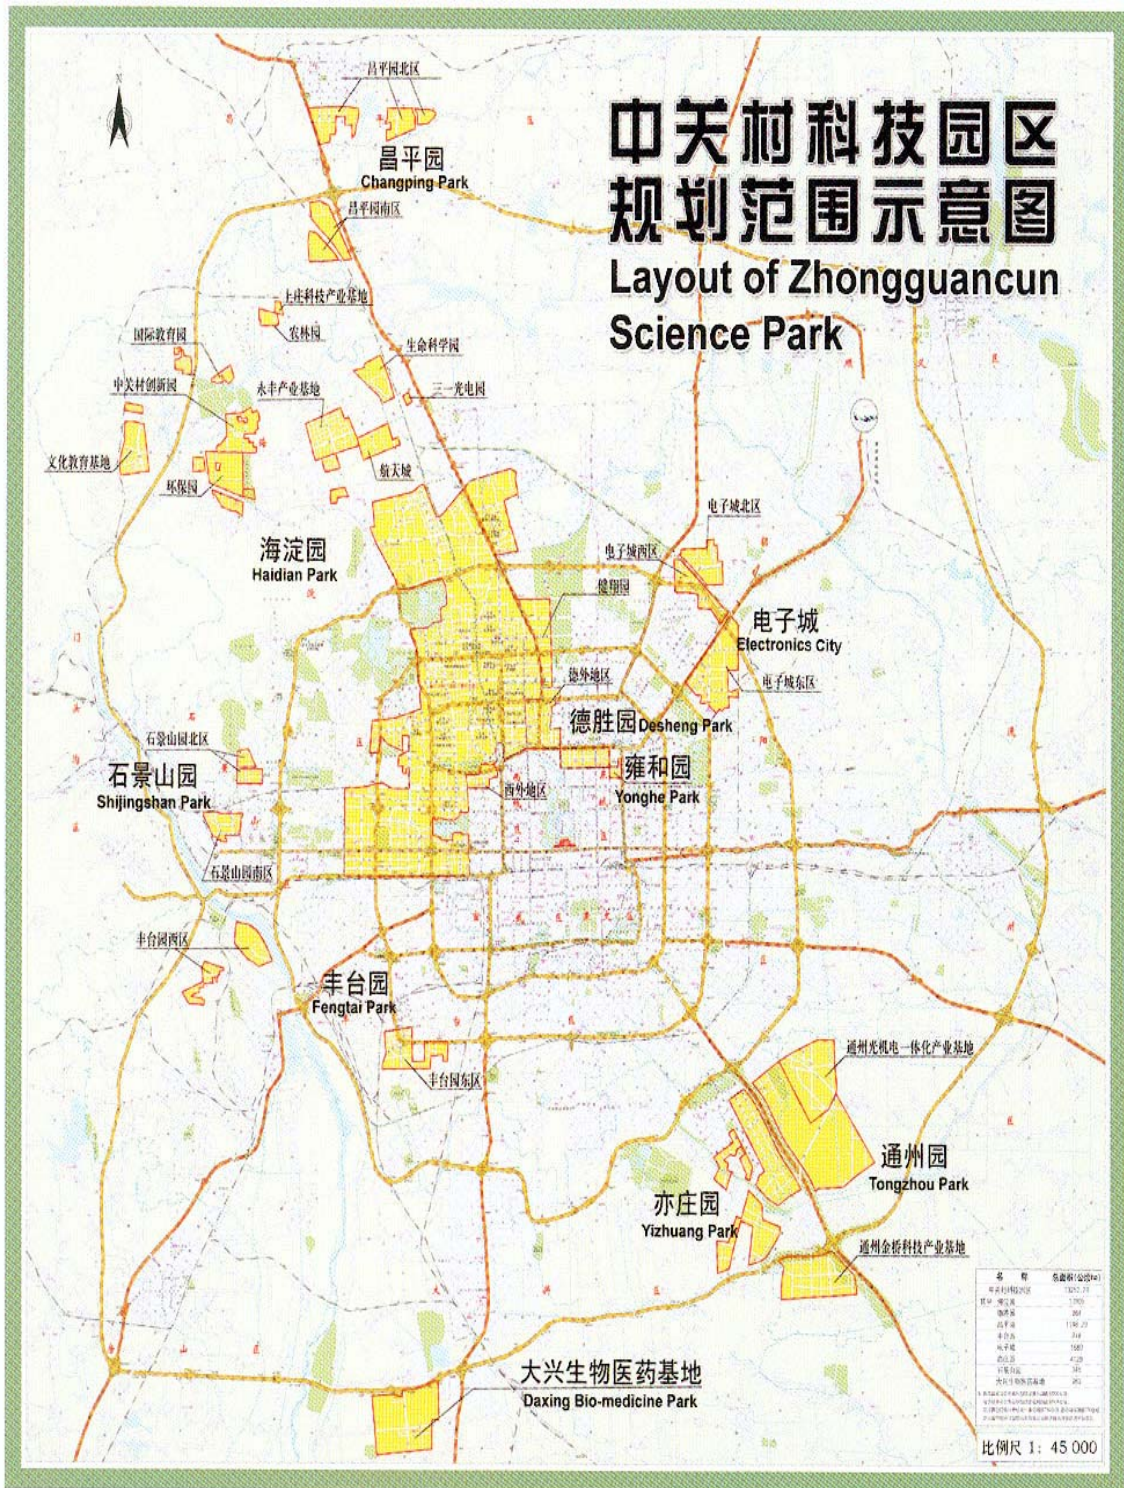 中关村科技园区
规划范围示意图
Layout of Zhongguancun
Science Park
N
昌平园北区
昌平园
Changping Park
昌平园南区
上庄科技产业基地
农林园
国际教育园
生命科学园
中关村创新园
永丰产业基地
三一光电园
文化教育基地
环保园
航天城
海淀园
Haidian Park
电子城北区
电子城西区
健翔园
电子城
Electronics City
电子城东区
德外地区
德胜园 Desheng Park
石景山园北区
石景山园
Shijingshan Park
雍和园
Yonghe Park
西外地区
石景山园南区
丰台园西区
丰台园
Fengtai Park
丰台园东区
通州光机电一体化产业基地
通州园
Tongzhou Park
亦庄园
Yizhuang Park
通州金桥科技产业基地
大兴生物医药基地
Daxing Bio-medicine Park
名 称 总面积(公顷ha)
比例尺 1: 45 000